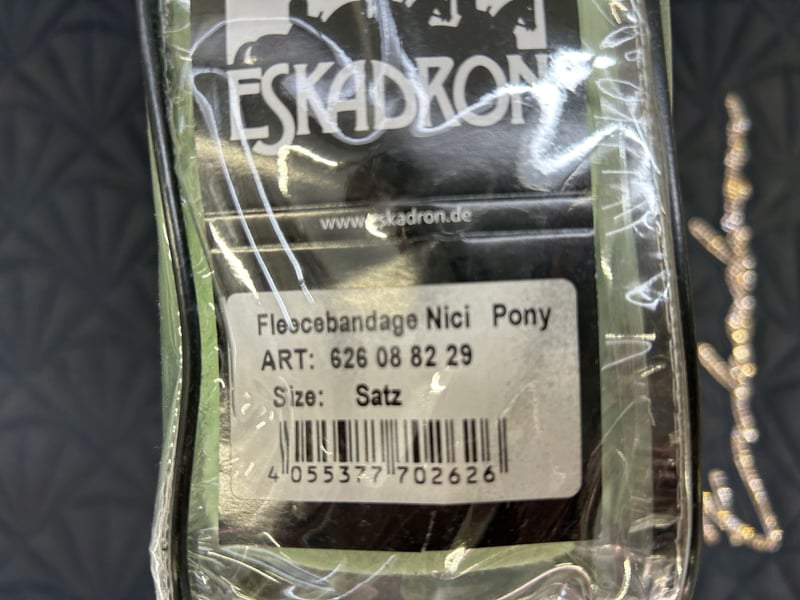 ESKADRON
www.eskadron.de
Fleecebandage Nici Pony
ART: 626 08 82 29
Size: Satz
4 055377 702626